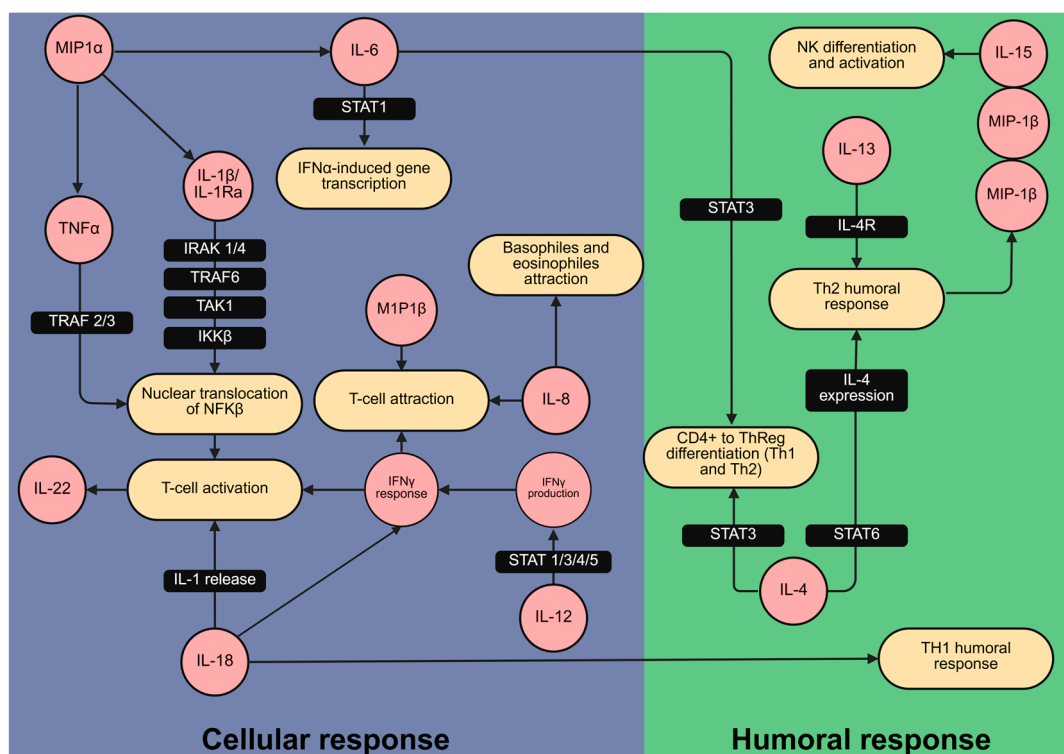 MIP1α
IL-6
STAT1
IFNα-induced gene
transcription
IL-1β/
IL-1Ra
TNFα
IRAK 1/4
TRAF6
TAK1
IKKβ
TRAF 2/3
Nuclear translocation
of NFKβ
M1P1β
T-cell attraction
Basophiles and
eosinophiles
attraction
IL-8
IL-22
T-cell activation
IFNγ
response
IFNγ
production
STAT 1/3/4/5
IL-12
IL-1 release
IL-18
Cellular response
NK differentiation
and activation
IL-15
MIP-1β
MIP-1β
IL-13
IL-4R
STAT3
Th2 humoral
response
IL-4
expression
CD4+ to ThReg
differentiation (Th1
and Th2)
STAT3
STAT6
IL-4
TH1 humoral
response
Humoral response